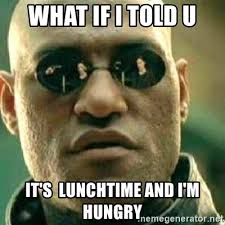 WHAT IF I TOLD U
IT'S LUNCHTIME AND I'M
HUNGRY
memegenerator.net